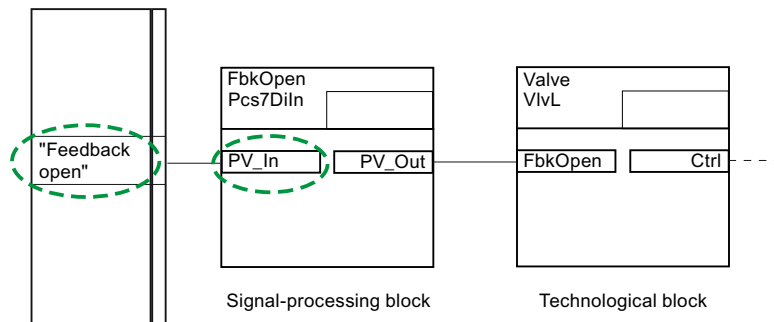 "Feedback
open"
FbkOpen
Pcs7DiIn
PV_In
PV_Out
Signal-processing block
Valve
VlvL
FbkOpen
Ctrl
Technological block